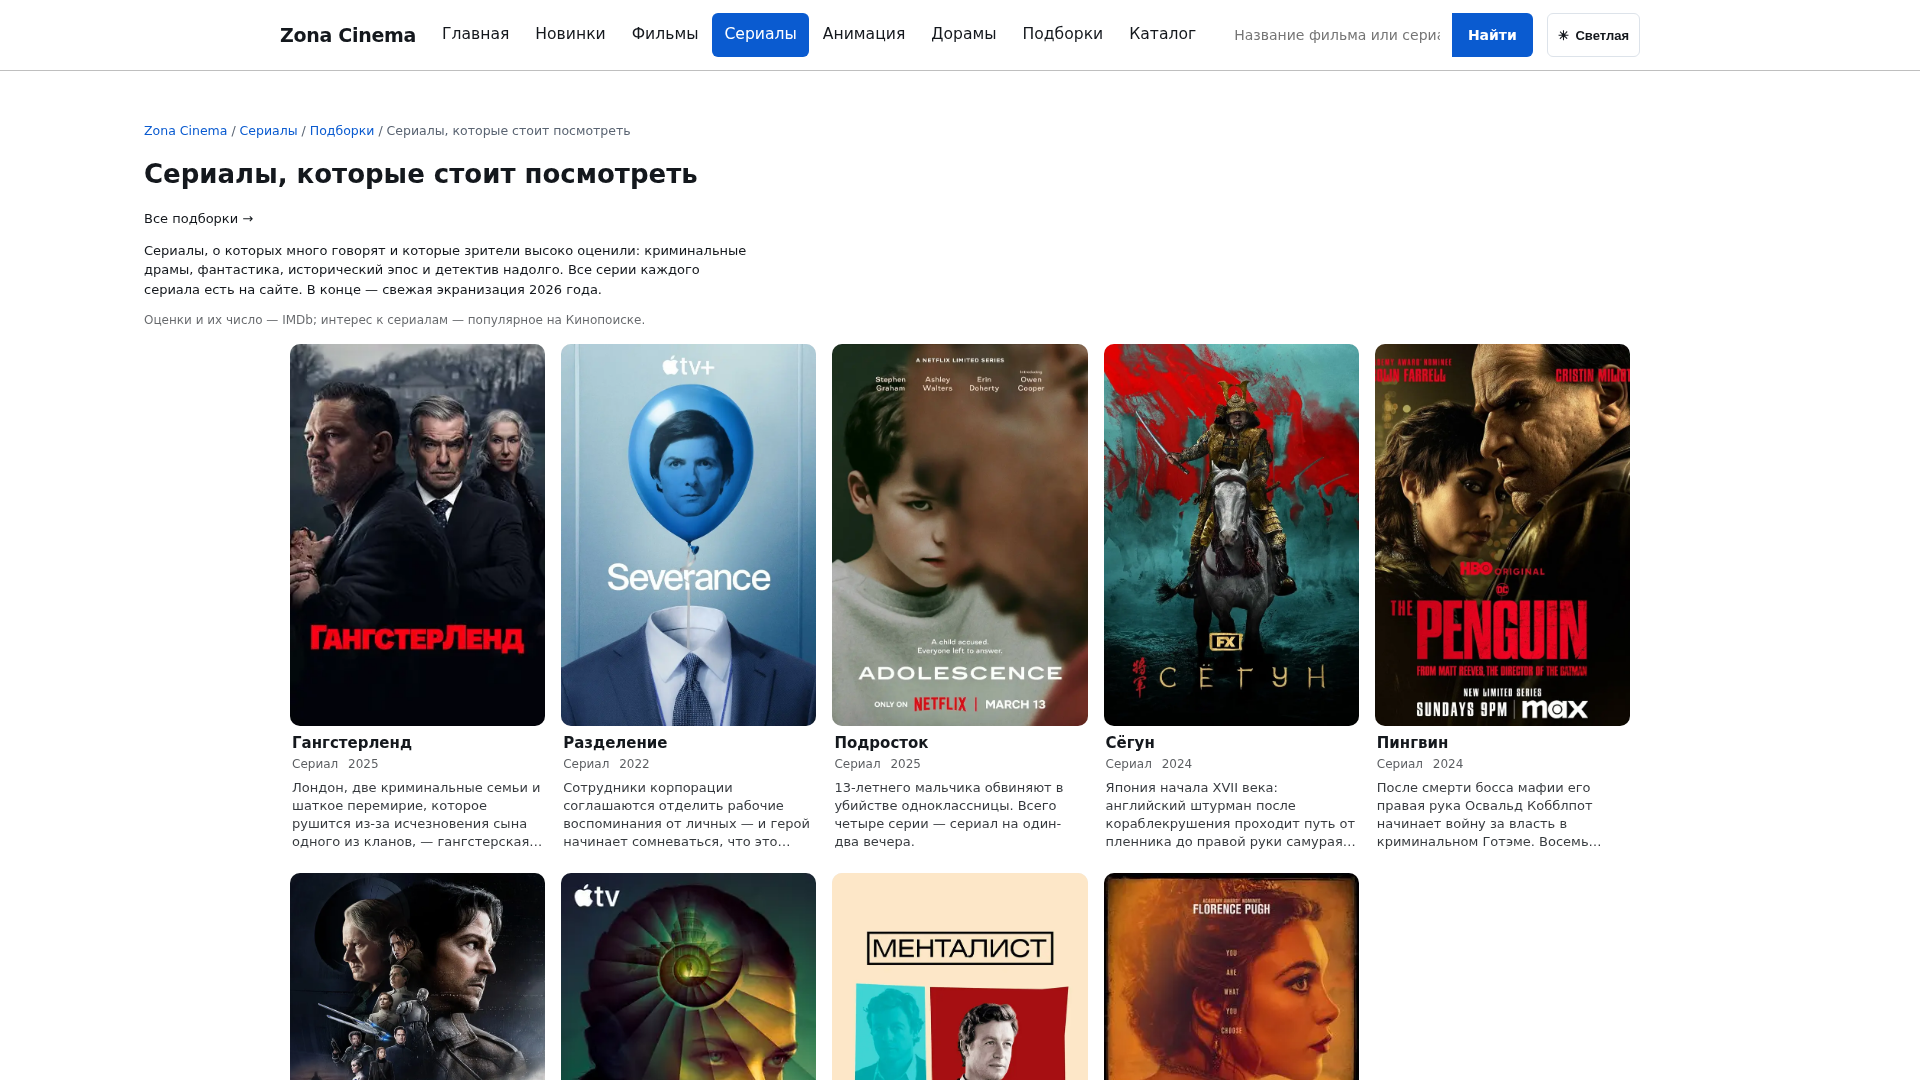 Zona Cinema
Главная
Новинки
Фильмы
Сериалы
Анимация
Дорамы
Подборки
Каталог
Название фильма или сериа
Найти
☀ Светлая
Zona Cinema / Сериалы / Подборки / Сериалы, которые стоит посмотреть
Сериалы, которые стоит посмотреть
Все подборки →
Сериалы, о которых много говорят и которые зрители высоко оценили: криминальные
драмы, фантастика, исторический эпос и детектив надолго. Все серии каждого
сериала есть на сайте. В конце — свежая экранизация 2026 года.
Оценки и их число — IMDb; интерес к сериалам — популярное на Кинопоиске.
ГАНГСТЕРЛЕНД
Гангстерленд
Сериал 2025
Лондон, две криминальные семьи и
шаткое перемирие, которое
рушится из-за исчезновения сына
одного из кланов, — гангстерская…
tv+
Severance
Разделение
Сериал 2022
Сотрудники корпорации
соглашаются отделить рабочие
воспоминания от личных — и герой
начинает сомневаться, что это…
A NETFLIX LIMITED SERIES
Stephen Graham
Ashley Walters
Erin Doherty
Introducing Owen Cooper
A child accused.
Everyone left to answer.
ADOLESCENCE
ONLY ON NETFLIX | MARCH 13
Подросток
Сериал 2025
13-летнего мальчика обвиняют в
убийстве одноклассницы. Всего
четыре серии — сериал на один-
два вечера.
FX
将軍
СЁГУН
Сёгун
Сериал 2024
Япония начала XVII века:
английский штурман после
кораблекрушения проходит путь от
пленника до правой руки самурая…
FARRELL
CRISTIN
HBO ORIGINAL
DC
THE PENGUIN
FROM MATT REEVES, THE DIRECTOR OF THE BATMAN
NEW LIMITED SERIES
SUNDAYS 9PM | max
Пингвин
Сериал 2024
После смерти босса мафии его
правая рука Освальд Кобблпот
начинает войну за власть в
криминальном Готэме. Восемь…
tv
МЕНТАЛИСТ
ACADEMY AWARD NOMINEE
FLORENCE PUGH
YOU
ARE
WHAT
YOU
CHOOSE